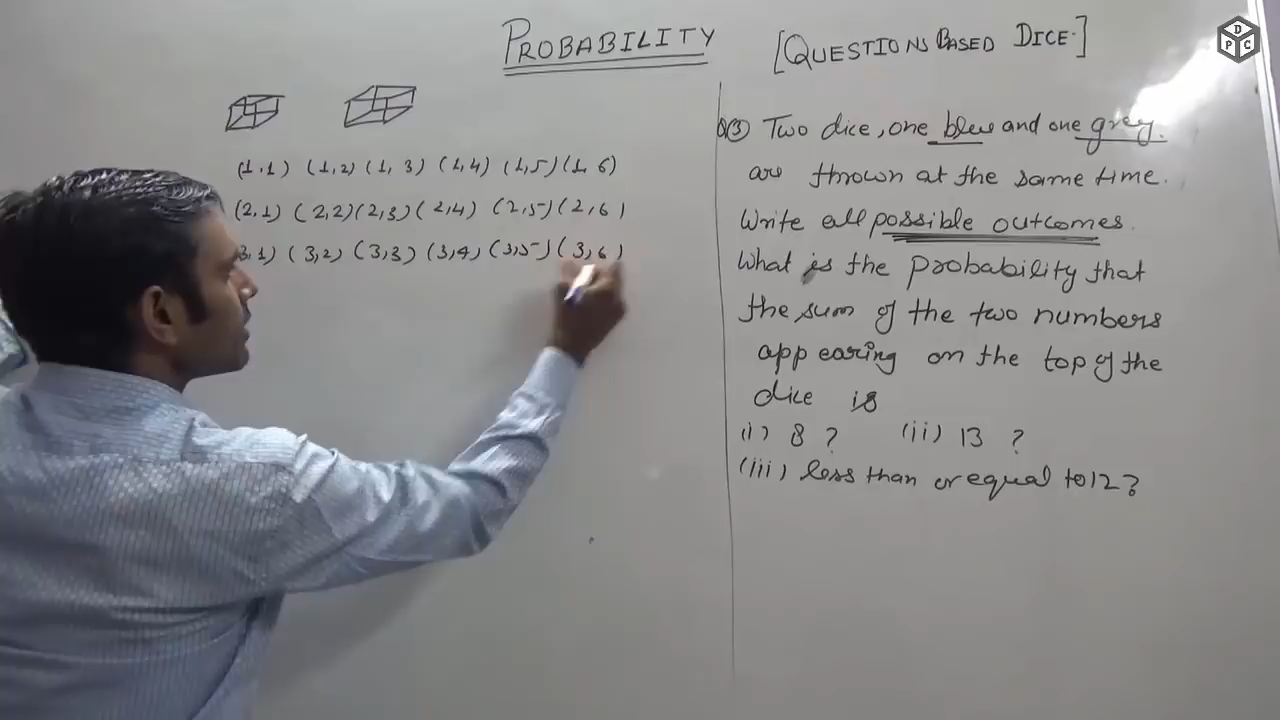 PROBABILITY
[QUESTIONS BASED DICE.]
(1,1) (1,2) (1,3) (1,4) (1,5) (1,6)
(2,1) (2,2) (2,3) (2,4) (2,5) (2,6)
3,1) (3,2) (3,3) (3,4) (3,5) (3,6)
Q③ Two dice, one blue and one grey.
are thrown at the same time.
Write all possible outcomes.
What is the probability that
the sum of the two numbers
appearing on the top of the
dice is
(i) 8 ? (ii) 13 ?
(iii) less than or equal to 12?
D
P C